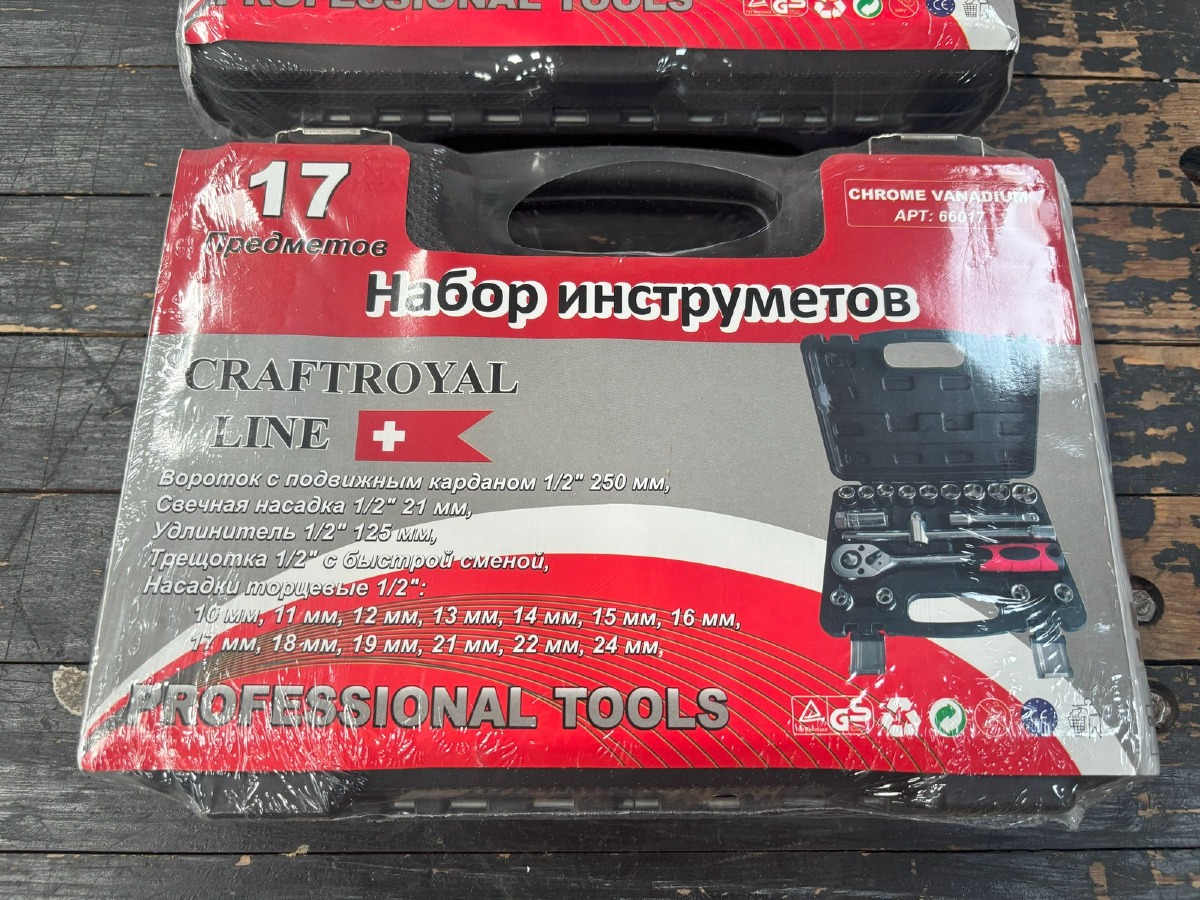 PROFESSIONAL TOOLS
17
Предметов
CHROME VANADIUM
АРТ: 66017
Набор инструметов
CRAFTROYAL
LINE
Вороток с подвижным карданом 1/2" 250 мм,
Свечная насадка 1/2" 21 мм,
Удлинитель 1/2" 125 мм,
Трещотка 1/2" с быстрой сменой,
Насадки торцевые 1/2":
10 мм, 11 мм, 12 мм, 13 мм, 14 мм, 15 мм, 16 мм,
17 мм, 18 мм, 19 мм, 21 мм, 22 мм, 24 мм,
PROFESSIONAL TOOLS
GS